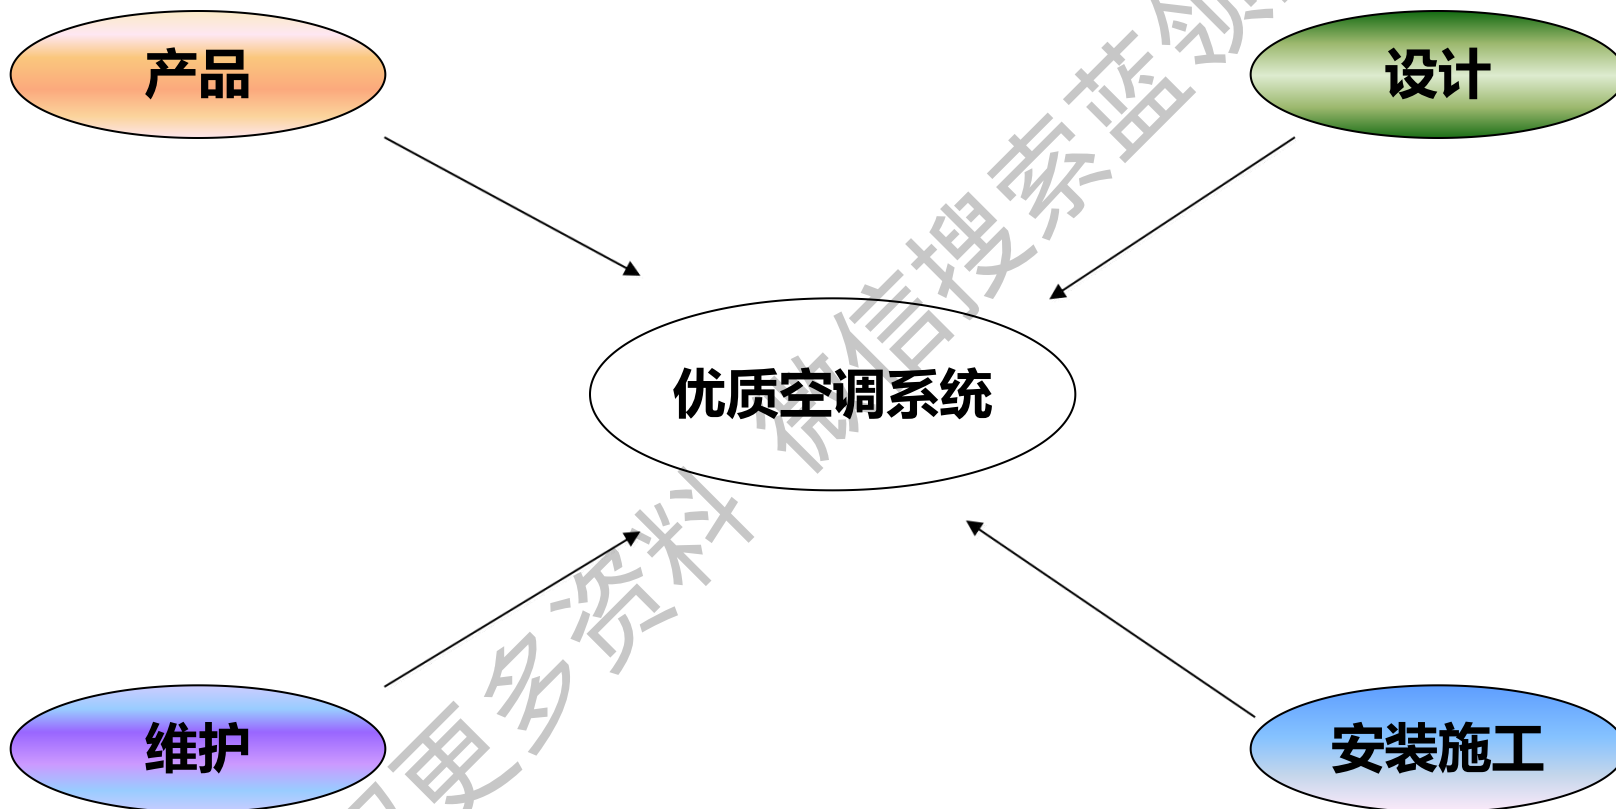 产品
设计
优质空调系统
维护
安装施工
更多资料 微信搜索蓝领